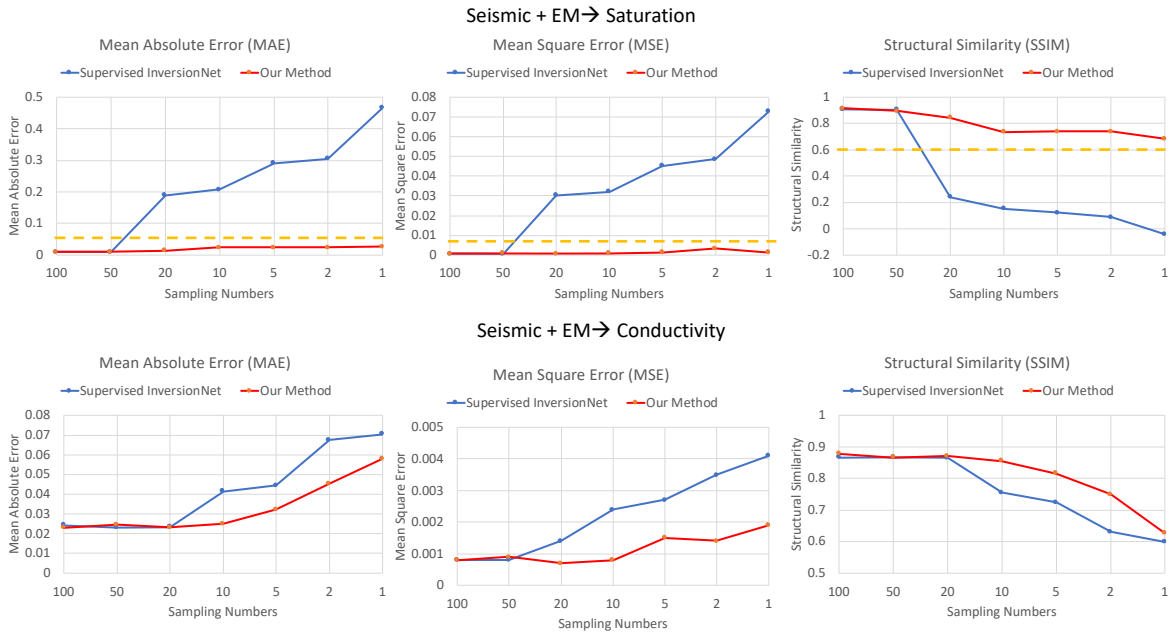 Seismic + EM→ Saturation
Mean Absolute Error (MAE)
Supervised InversionNet
Our Method
Mean Absolute Error
0.5
0.4
0.3
0.2
0.1
0
100 50 20 10 5 2 1
Sampling Numbers
Mean Square Error (MSE)
Supervised InversionNet
Our Method
Mean Square Error
0.08
0.07
0.06
0.05
0.04
0.03
0.02
0.01
0
100 50 20 10 5 2 1
Sampling Numbers
Structural Similarity (SSIM)
Supervised InversionNet
Our Method
Structural Similarity
1
0.8
0.6
0.4
0.2
0
-0.2
100 50 20 10 5 2 1
Sampling Numbers
Seismic + EM→ Conductivity
Mean Absolute Error (MAE)
Supervised InversionNet
Our Method
Mean Absolute Error
0.08
0.07
0.06
0.05
0.04
0.03
0.02
0.01
0
100 50 20 10 5 2 1
Sampling Numbers
Mean Square Error (MSE)
Supervised InversionNet
Our Method
Mean Square Error
0.005
0.004
0.003
0.002
0.001
0
100 50 20 10 5 2 1
Sampling Numbers
Structural Similarity (SSIM)
Supervised InversionNet
Our Method
Structural Similarity
1
0.9
0.8
0.7
0.6
0.5
100 50 20 10 5 2 1
Sampling Numbers